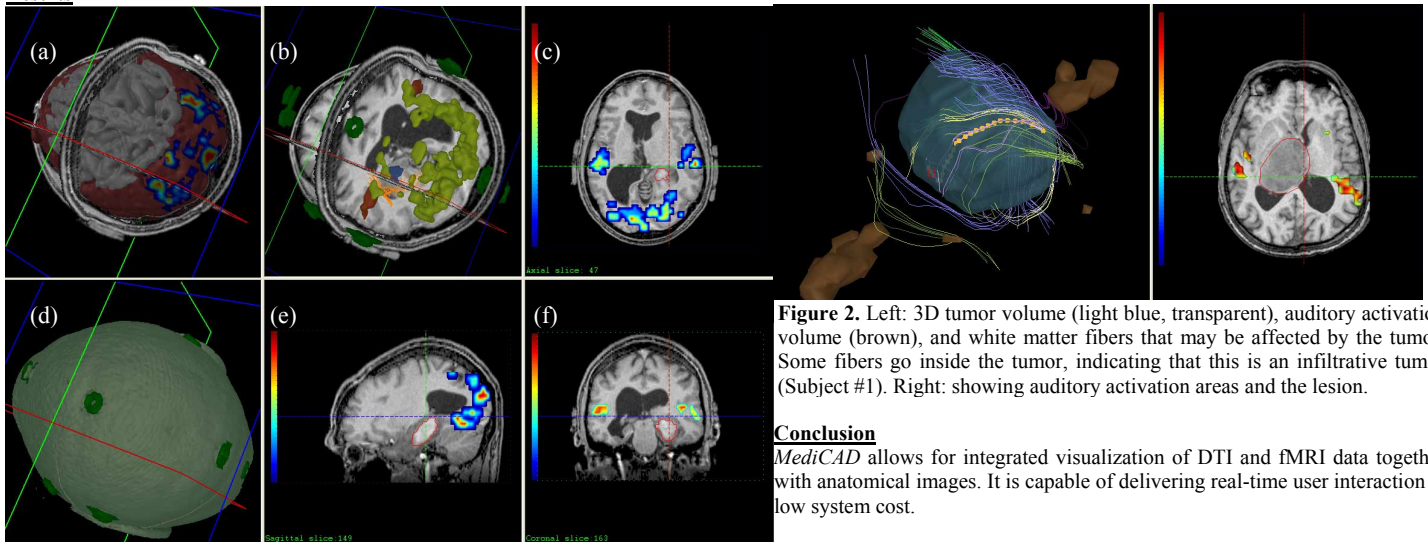 (a)
(b)
(c)
Axial slice: 47
(d)
(e)
(f)
Sagittal slice:149
Coronal slice:163
Figure 2. Left: 3D tumor volume (light blue, transparent), auditory
volume (brown), and white matter fibers that may be affected by the
Some fibers go inside the tumor, indicating that this is an infiltrative
(Subject #1). Right: showing auditory activation areas and the lesion.
Conclusion
MediCAD allows for integrated visualization of DTI and fMRI data
with anatomical images. It is capable of delivering real-time user interaction
low system cost.